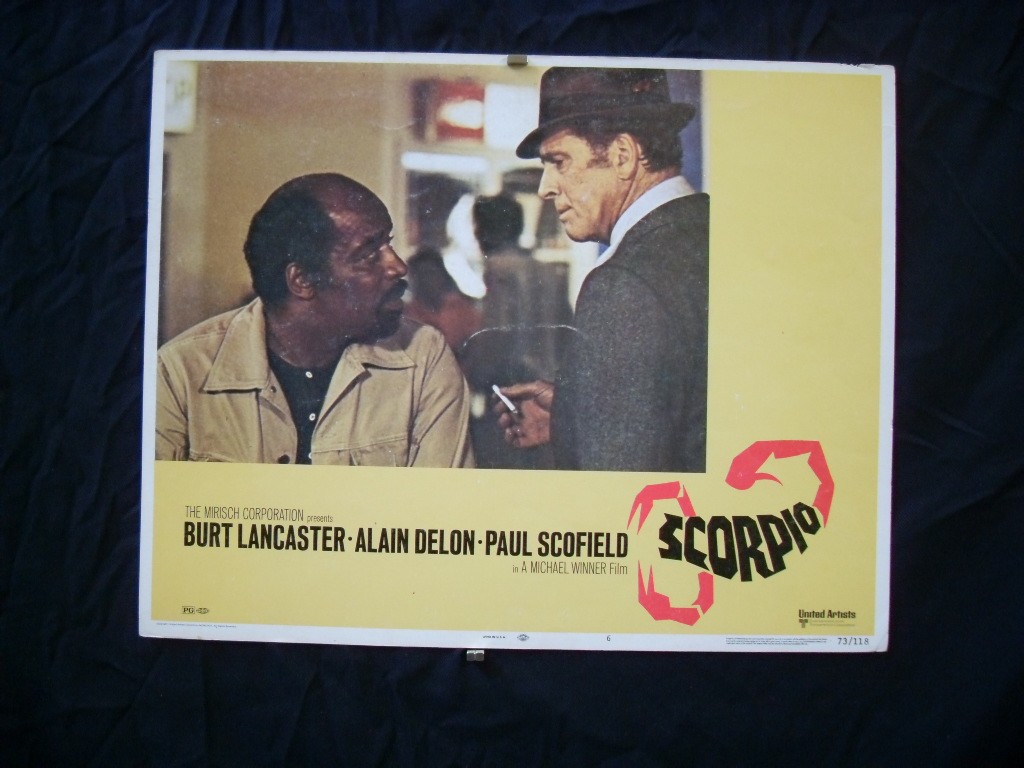 THE MIRISCH CORPORATION presents
BURT LANCASTER · ALAIN DELON · PAUL SCOFIELD
in A MICHAEL WINNER Film
SCORPIO
PG
United Artists
6
73/118